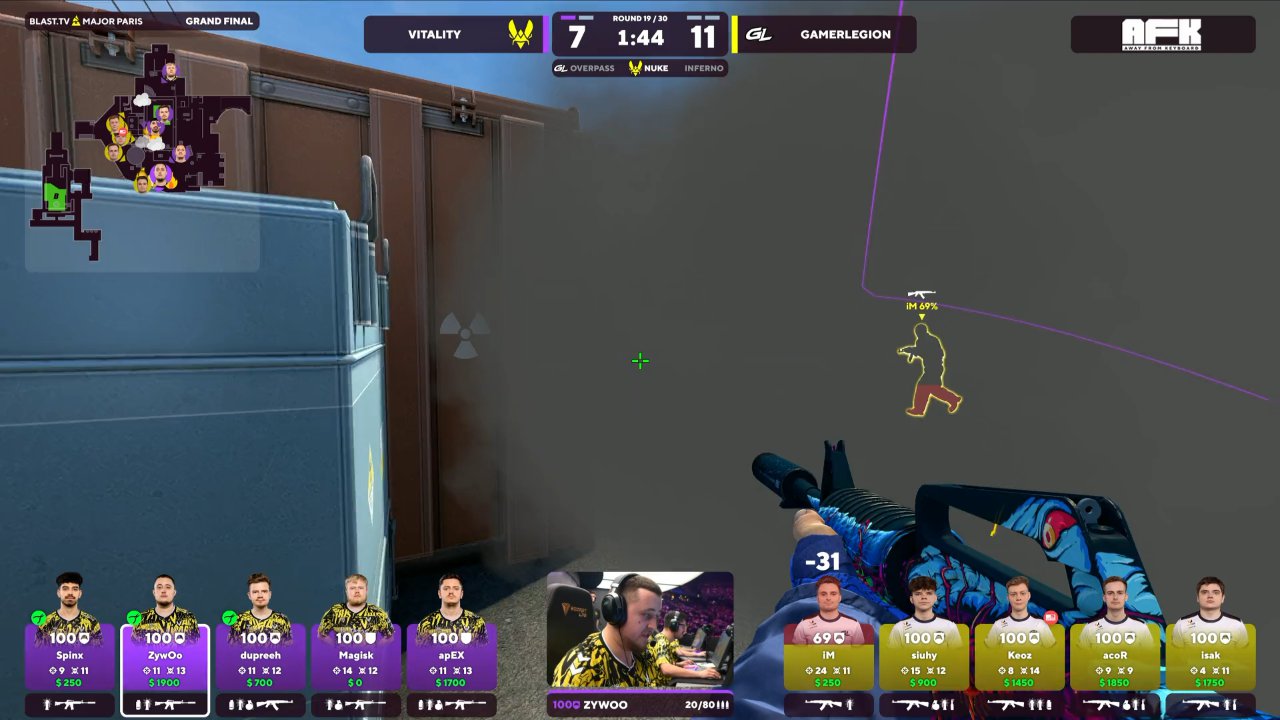 BLAST.TV MAJOR PARIS GRAND FINAL
VITALITY 7 ROUND 19 / 30 1:44 11 GL GAMERLEGION
AFK
AWAY FROM KEYBOARD
GL OVERPASS NUKE INFERNO
iM 69%
-31
100 100 100 100 100 69 100 100 100 100
Spinx ZywOo dupreeh Magisk apEX iM siuhy Keoz acoR isak
9 11 11 13 11 12 14 12 11 13 24 11 15 12 8 14 9 9 4 11
$250 $1900 $700 $0 $1700 $250 $900 $1450 $1850 $1750
100 ZYWOO 20/80